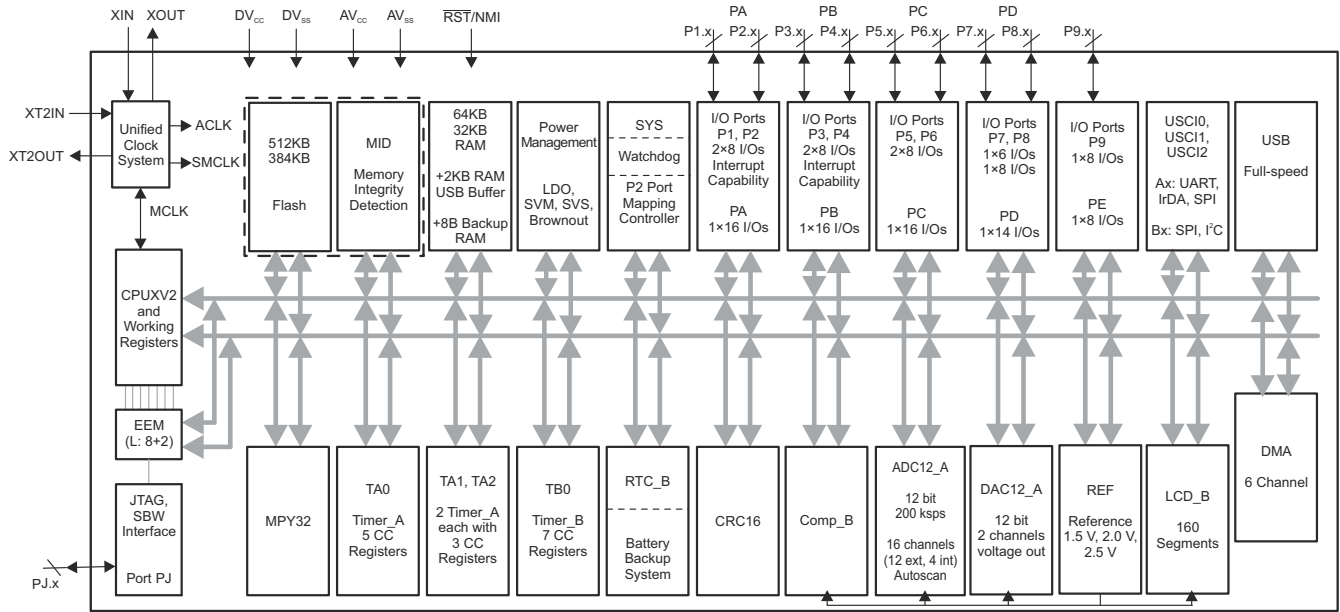 XIN XOUT
DVCC DVSS AVCC AVSS
RST/NMI
PA PB PC PD
P1.x P2.x P3.x P4.x P5.x P6.x P7.x P8.x P9.x
XT2IN
XT2OUT
Unified
Clock
System
ACLK
SMCLK
MCLK
512KB
384KB
Flash
MID
Memory
Integrity
Detection
64KB
32KB
RAM
+2KB RAM
USB Buffer
+8B Backup
RAM
Power
Management
LDO,
SVM, SVS,
Brownout
SYS
Watchdog
P2 Port
Mapping
Controller
I/O Ports
P1, P2
2×8 I/Os
Interrupt
Capability
PA
1×16 I/Os
I/O Ports
P3, P4
2×8 I/Os
Interrupt
Capability
PB
1×16 I/Os
I/O Ports
P5, P6
2×8 I/Os
PC
1×16 I/Os
I/O Ports
P7, P8
1×6 I/Os
1×8 I/Os
PD
1×14 I/Os
I/O Ports
P9
1×8 I/Os
PE
1×8 I/Os
USCI0,
USCI1,
USCI2
Ax: UART,
IrDA, SPI
Bx: SPI, I²C
USB
Full-speed
CPUXV2
and
Working
Registers
EEM
(L: 8+2)
JTAG,
SBW
Interface
Port PJ
PJ.x
MPY32
TA0
Timer_A
5 CC
Registers
TA1, TA2
2 Timer_A
each with
3 CC
Registers
TB0
Timer_B
7 CC
Registers
RTC_B
Battery
Backup
System
CRC16
Comp_B
ADC12_A
12 bit
200 ksps
16 channels
(12 ext, 4 int)
Autoscan
DAC12_A
12 bit
2 channels
voltage out
REF
Reference
1.5 V, 2.0 V,
2.5 V
LCD_B
160
Segments
DMA
6 Channel